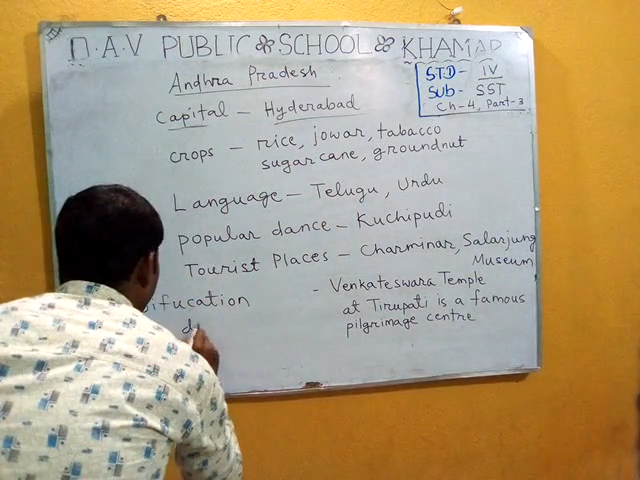 D.A.V PUBLIC SCHOOL KHAMAR
STD- IV
Sub- SST
Ch-4, Part-3
Andhra Pradesh
Capital - Hyderabad
crops - rice, jowar, tabacco
sugarcane, groundnut
Language - Telugu, Urdu
popular dance - Kuchipudi
Tourist Places - Charminar, Salarjung
Museum
- Venkateswara Temple
at Tirupati is a famous
pilgrimage centre
Bifucation
d